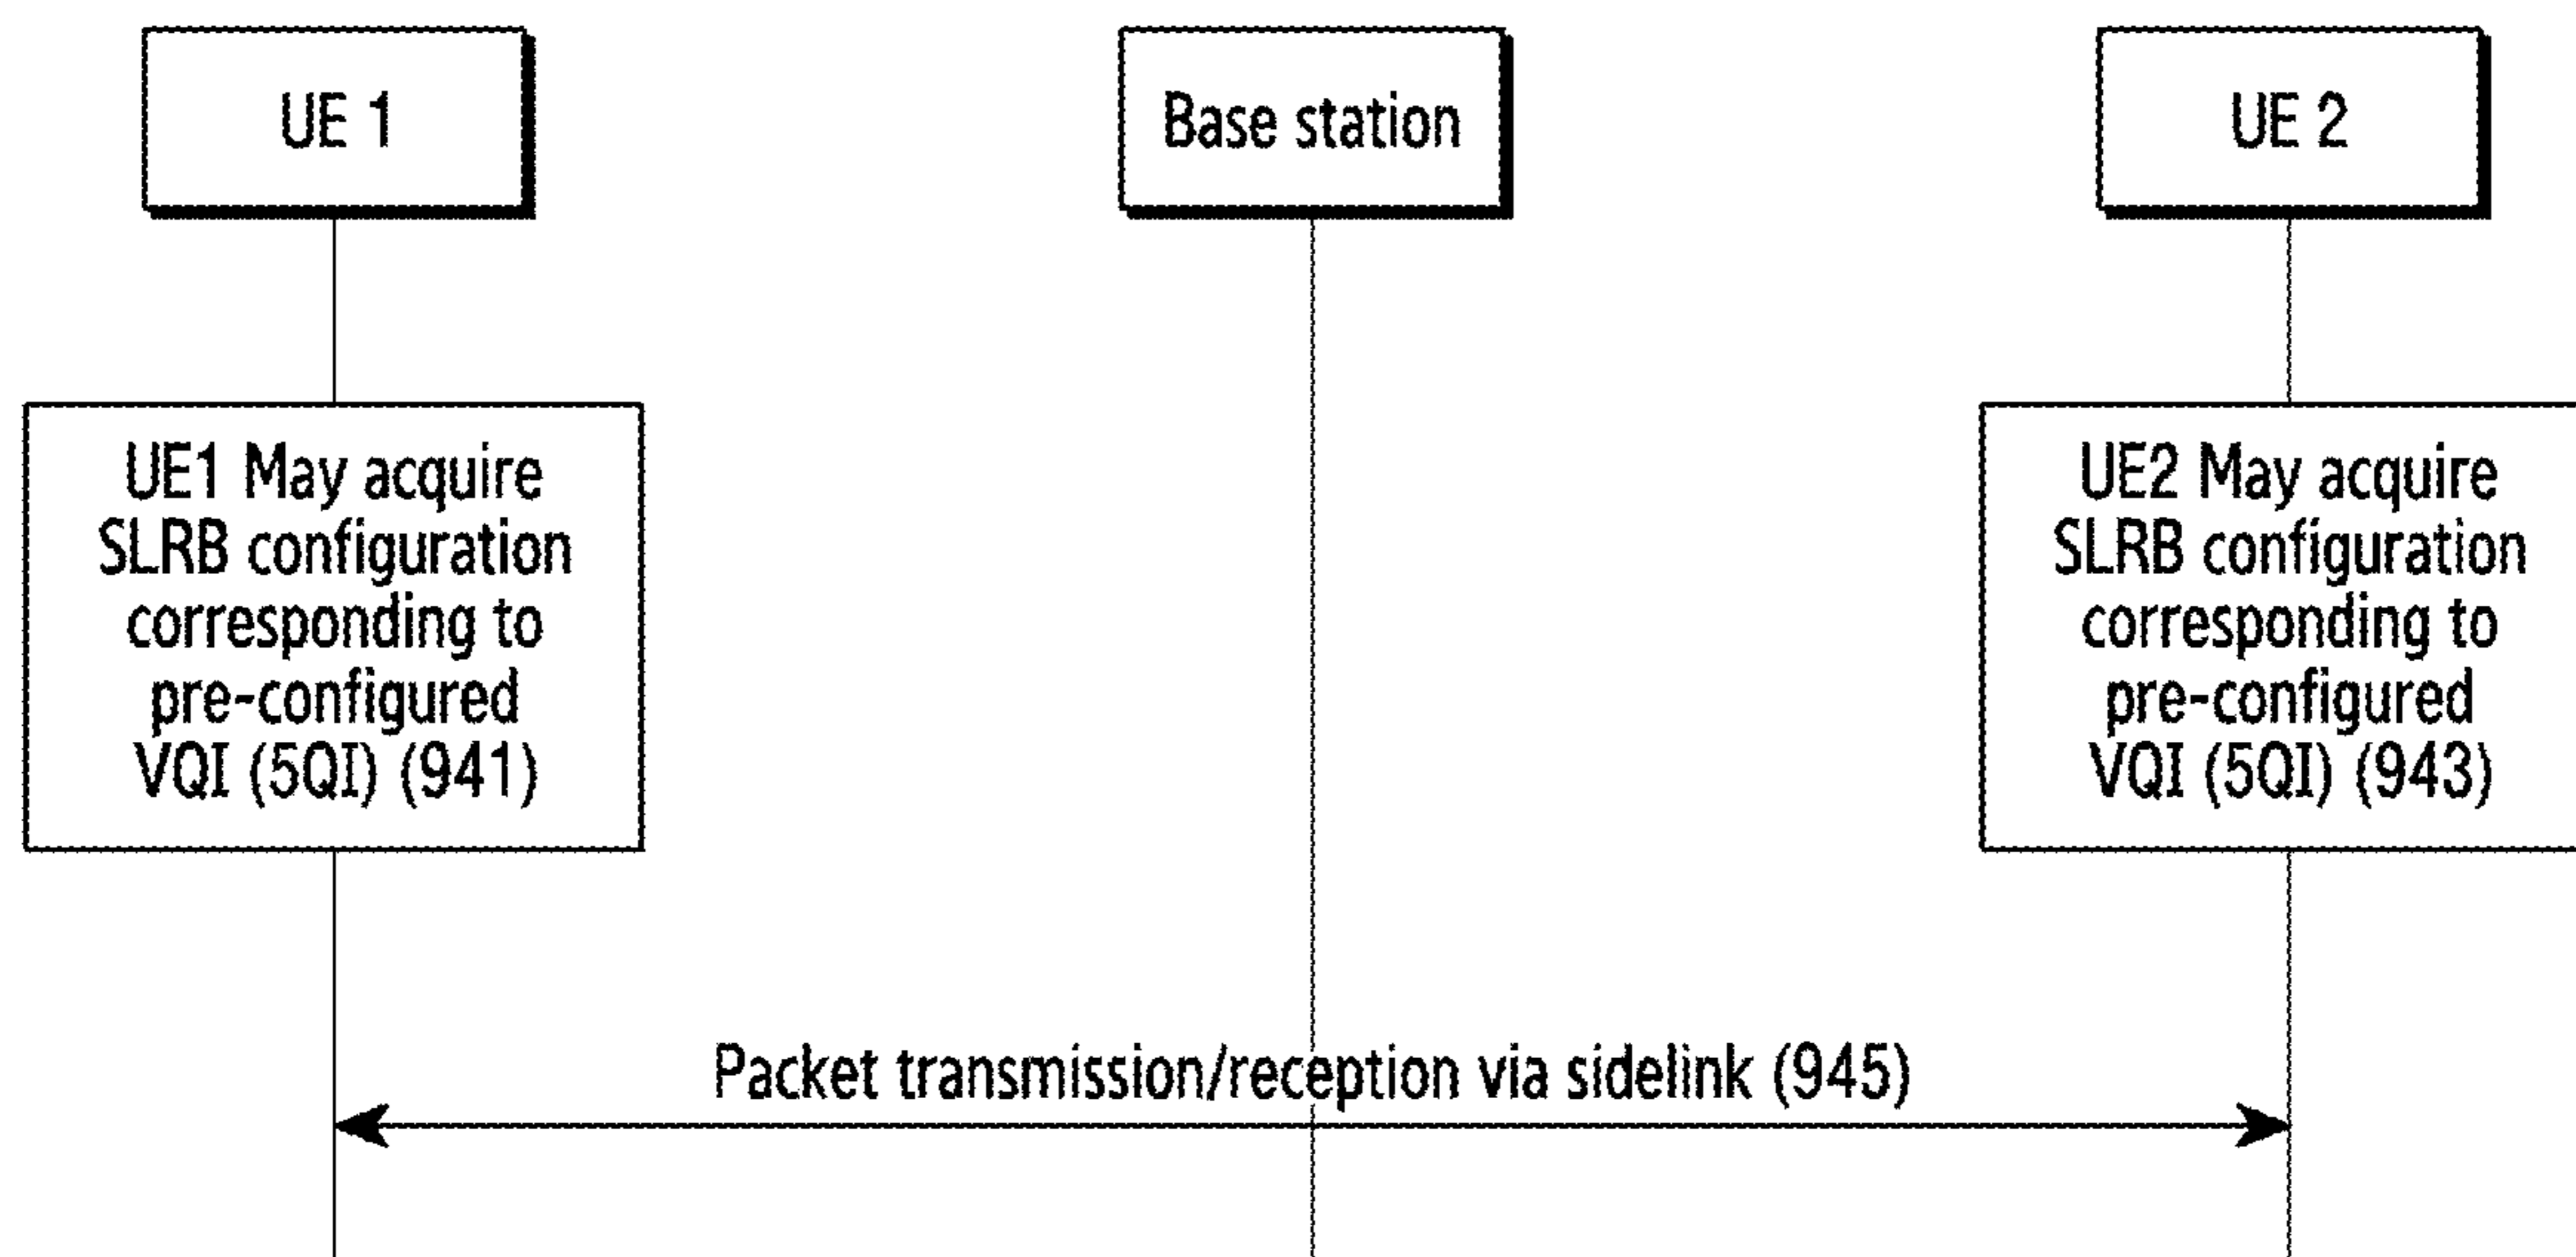 UE 1
Base station
UE 2
UE1 May acquire
SLRB configuration
corresponding to
pre-configured
VQI (5QI) (941)
UE2 May acquire
SLRB configuration
corresponding to
pre-configured
VQI (5QI) (943)
Packet transmission/reception via sidelink (945)